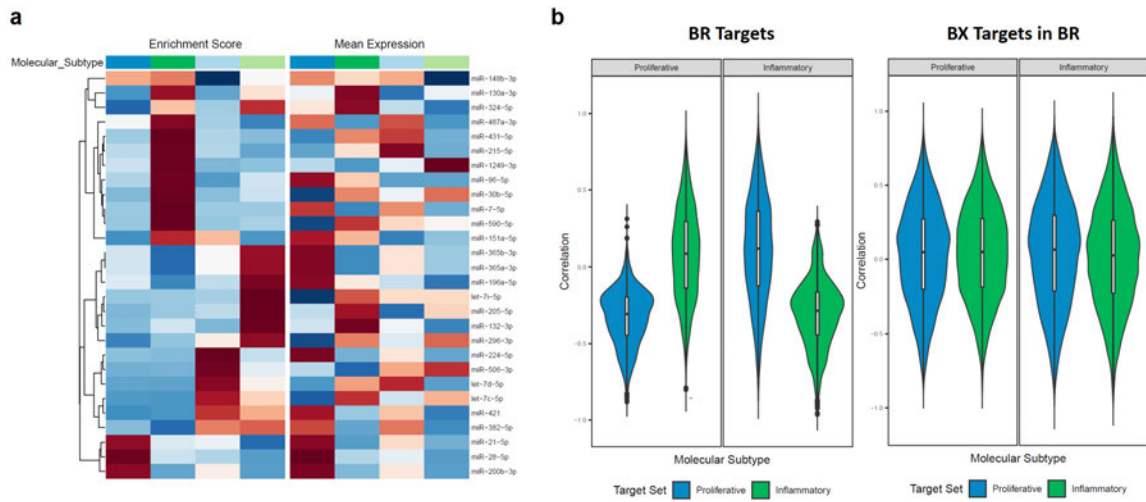 a
Enrichment Score
Mean Expression
Molecular_Subtype
miR-148b-3p
miR-130a-3p
miR-324-5p
miR-487a-3p
miR-431-5p
miR-215-5p
miR-1249-3p
miR-96-5p
miR-30b-5p
miR-7-5p
miR-590-5p
miR-151a-5p
miR-365b-3p
miR-365a-3p
miR-196a-5p
let-7i-5p
miR-205-5p
miR-132-3p
miR-296-3p
miR-224-5p
miR-506-3p
let-7d-5p
let-7c-5p
miR-421
miR-382-5p
miR-21-5p
miR-28-5p
miR-200b-3p
b
BR Targets
Proliferative
Inflammatory
Correlation
1.0
0.5
0.0
-0.5
-1.0
Molecular Subtype
Target Set
Proliferative
Inflammatory
BX Targets in BR
Proliferative
Inflammatory
Correlation
1.0
0.5
0.0
-0.5
-1.0
Molecular Subtype
Target Set
Proliferative
Inflammatory